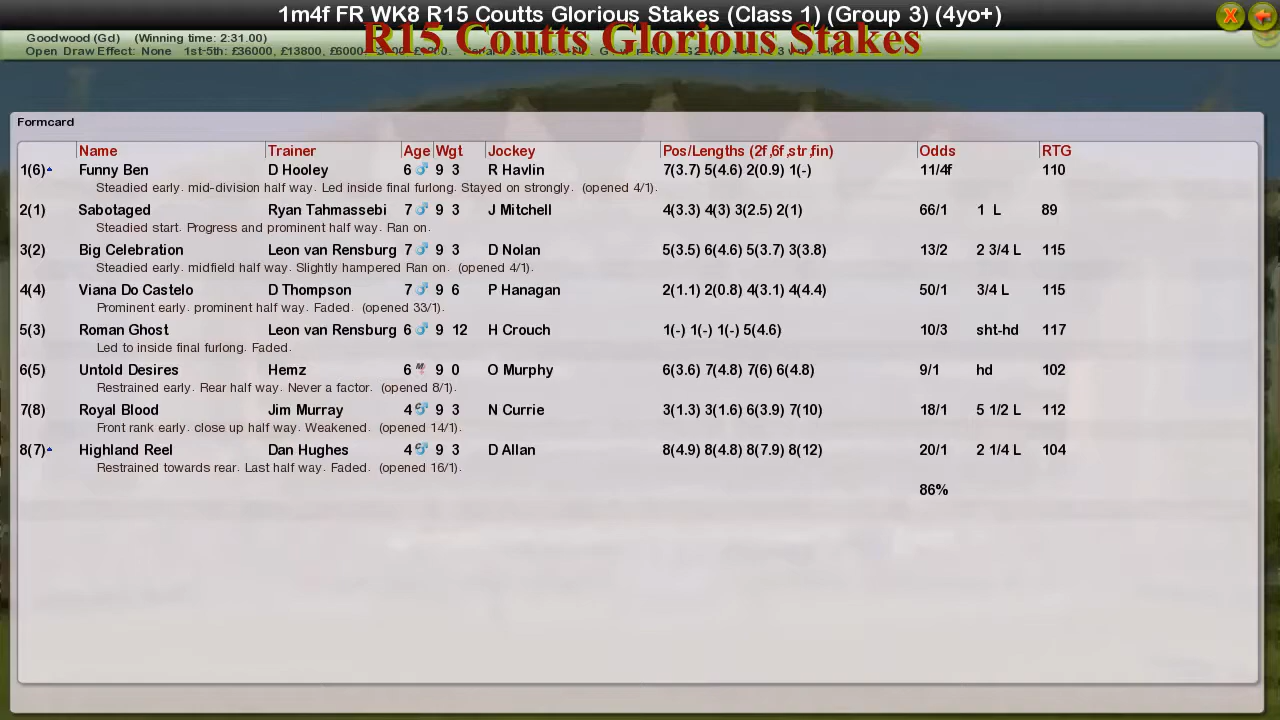 1m4f FR WK8 R15 Coutts Glorious Stakes (Class 1) (Group 3) (4yo+)
R15 Coutts Glorious Stakes
Goodwood (Gd) (Winning time: 2:31.00)
Open Draw Effect: None 1st-5th: £36000, £13800, £6000,
Formcard
Name Trainer Age Wgt Jockey Pos/Lengths (2f,6f,str,fin) Odds RTG
1(6) Funny Ben D Hooley 6 9 3 R Havlin 7(3.7) 5(4.6) 2(0.9) 1(-) 11/4f 110
Steadied early. mid-division half way. Led inside final furlong. Stayed on strongly. (opened 4/1).
2(1) Sabotaged Ryan Tahmassebi 7 9 3 J Mitchell 4(3.3) 4(3) 3(2.5) 2(1) 66/1 1 L 89
Steadied start. Progress and prominent half way. Ran on.
3(2) Big Celebration Leon van Rensburg 7 9 3 D Nolan 5(3.5) 6(4.6) 5(3.7) 3(3.8) 13/2 2 3/4 L 115
Steadied early. midfield half way. Slightly hampered Ran on. (opened 4/1).
4(4) Viana Do Castelo D Thompson 7 9 6 P Hanagan 2(1.1) 2(0.8) 4(3.1) 4(4.4) 50/1 3/4 L 115
Prominent early. prominent half way. Faded. (opened 33/1).
5(3) Roman Ghost Leon van Rensburg 6 9 12 H Crouch 1(-) 1(-) 1(-) 5(4.6) 10/3 sht-hd 117
Led to inside final furlong. Faded.
6(5) Untold Desires Hemz 6 9 0 O Murphy 6(3.6) 7(4.8) 7(6) 6(4.8) 9/1 hd 102
Restrained early. Rear half way. Never a factor. (opened 8/1).
7(8) Royal Blood Jim Murray 4 9 3 N Currie 3(1.3) 3(1.6) 6(3.9) 7(10) 18/1 5 1/2 L 112
Front rank early. close up half way. Weakened. (opened 14/1).
8(7) Highland Reel Dan Hughes 4 9 3 D Allan 8(4.9) 8(4.8) 8(7.9) 8(12) 20/1 2 1/4 L 104
Restrained towards rear. Last half way. Faded. (opened 16/1).
86%